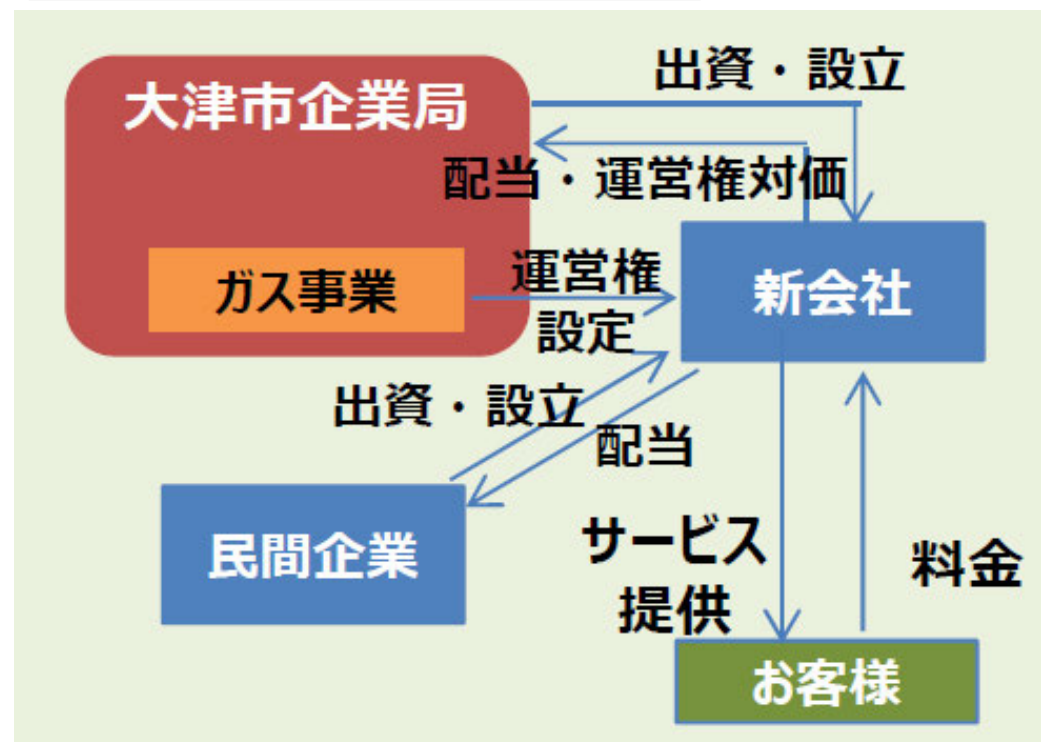 出資・設立
大津市企業局
配当・運営権対価
ガス事業
運営権
設定
新会社
出資・設立
配当
民間企業
サービス
提供
料金
お客様